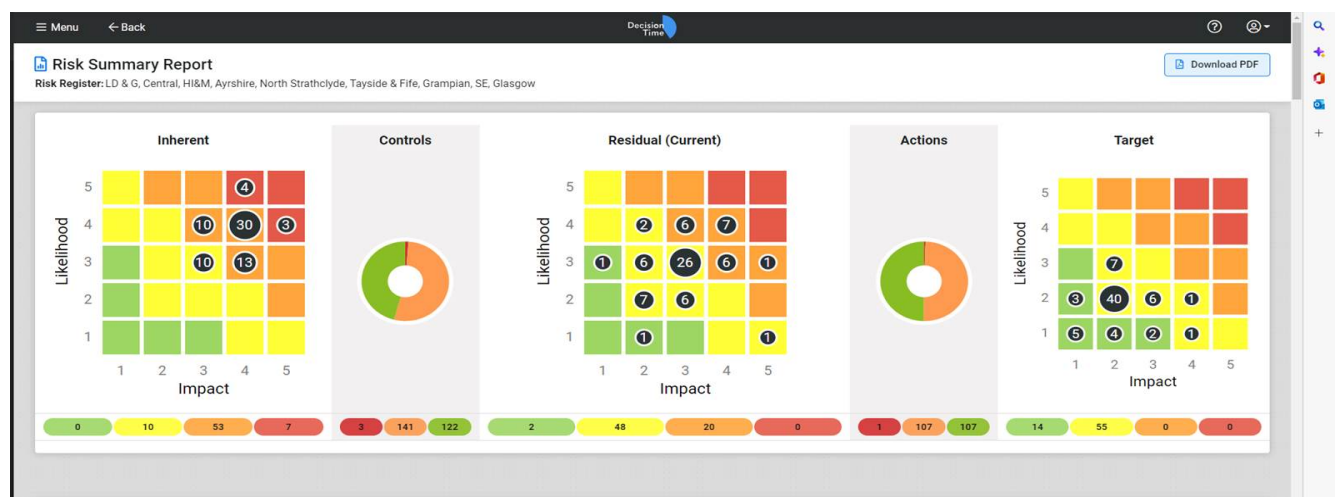 Menu Back Decision Time
Risk Summary Report Download PDF
Risk Register: LD & G, Central, HI&M, Ayrshire, North Strathclyde, Tayside & Fife, Grampian, SE, Glasgow
Inherent Controls Residual (Current) Actions Target
Likelihood
5 4
4 10 30 3
3 10 13
2
1
1 2 3 4 5
Impact
0 10 53 7
3 141 122
Likelihood
5
4 2 6 7
3 1 6 26 6 1
2 7 6
1 1 1
1 2 3 4 5
Impact
2 48 20 0
1 107 107
Likelihood
5
4
3 7
2 3 40 6 1
1 5 4 2 1
1 2 3 4 5
Impact
14 55 0 0